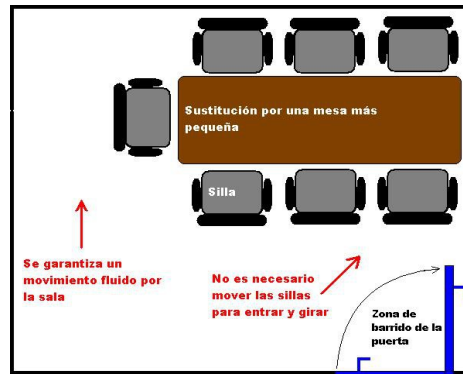 Sustitución por una mesa más
pequeña
Silla
Se garantiza un
movimiento fluido por
la sala
No es necesario
mover las sillas
para entrar y girar
Zona de
barrido de la
puerta